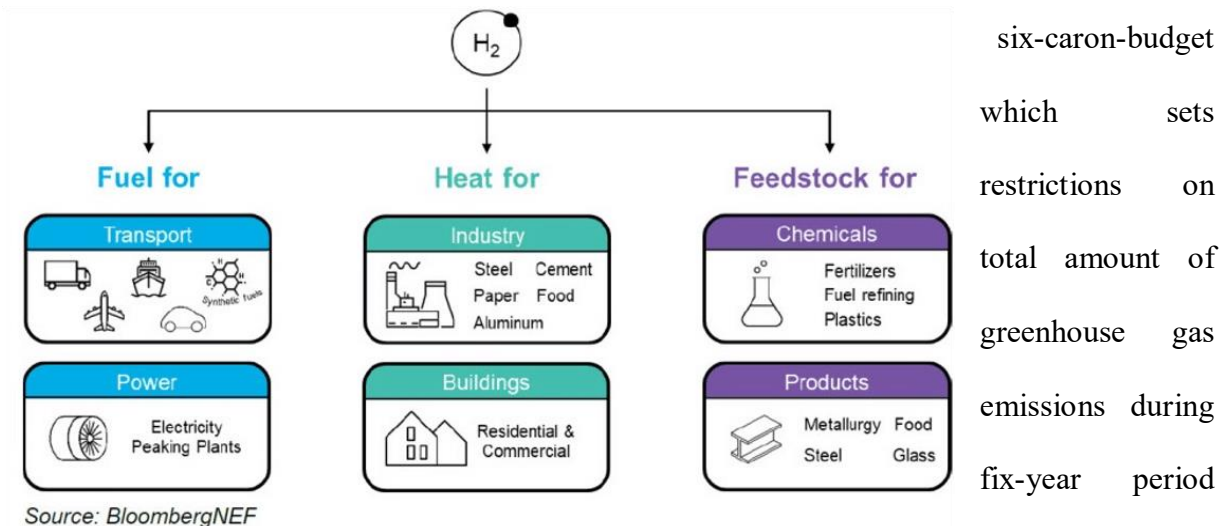 H2
Fuel for
Transport
Synthetic fuels
Power
Electricity
Peaking Plants
Heat for
Industry
Steel Cement
Paper Food
Aluminum
Buildings
Residential &
Commercial
Feedstock for
Chemicals
Fertilizers
Fuel refining
Plastics
Products
Metallurgy Food
Steel Glass
Source: BloombergNEF
six-caron-budget
which sets
restrictions on
total amount of
greenhouse gas
emissions during
fix-year period